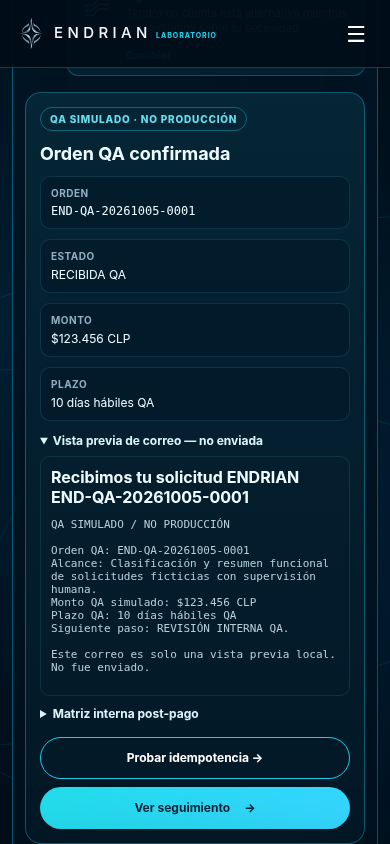 ENDRIAN LABORATORIO
QA SIMULADO · NO PRODUCCIÓN
Orden QA confirmada
ORDEN
END-QA-20261005-0001
ESTADO
RECIBIDA QA
MONTO
$123.456 CLP
PLAZO
10 días hábiles QA
▼ Vista previa de correo — no enviada
Recibimos tu solicitud ENDRIAN
END-QA-20261005-0001
QA SIMULADO / NO PRODUCCIÓN
Orden QA: END-QA-20261005-0001
Alcance: Clasificación y resumen funcional
de solicitudes ficticias con supervisión
humana.
Monto QA simulado: $123.456 CLP
Plazo QA: 10 días hábiles QA
Siguiente paso: REVISIÓN INTERNA QA.
Este correo es solo una vista previa local.
No fue enviado.
▶ Matriz interna post-pago
Probar idempotencia →
Ver seguimiento →